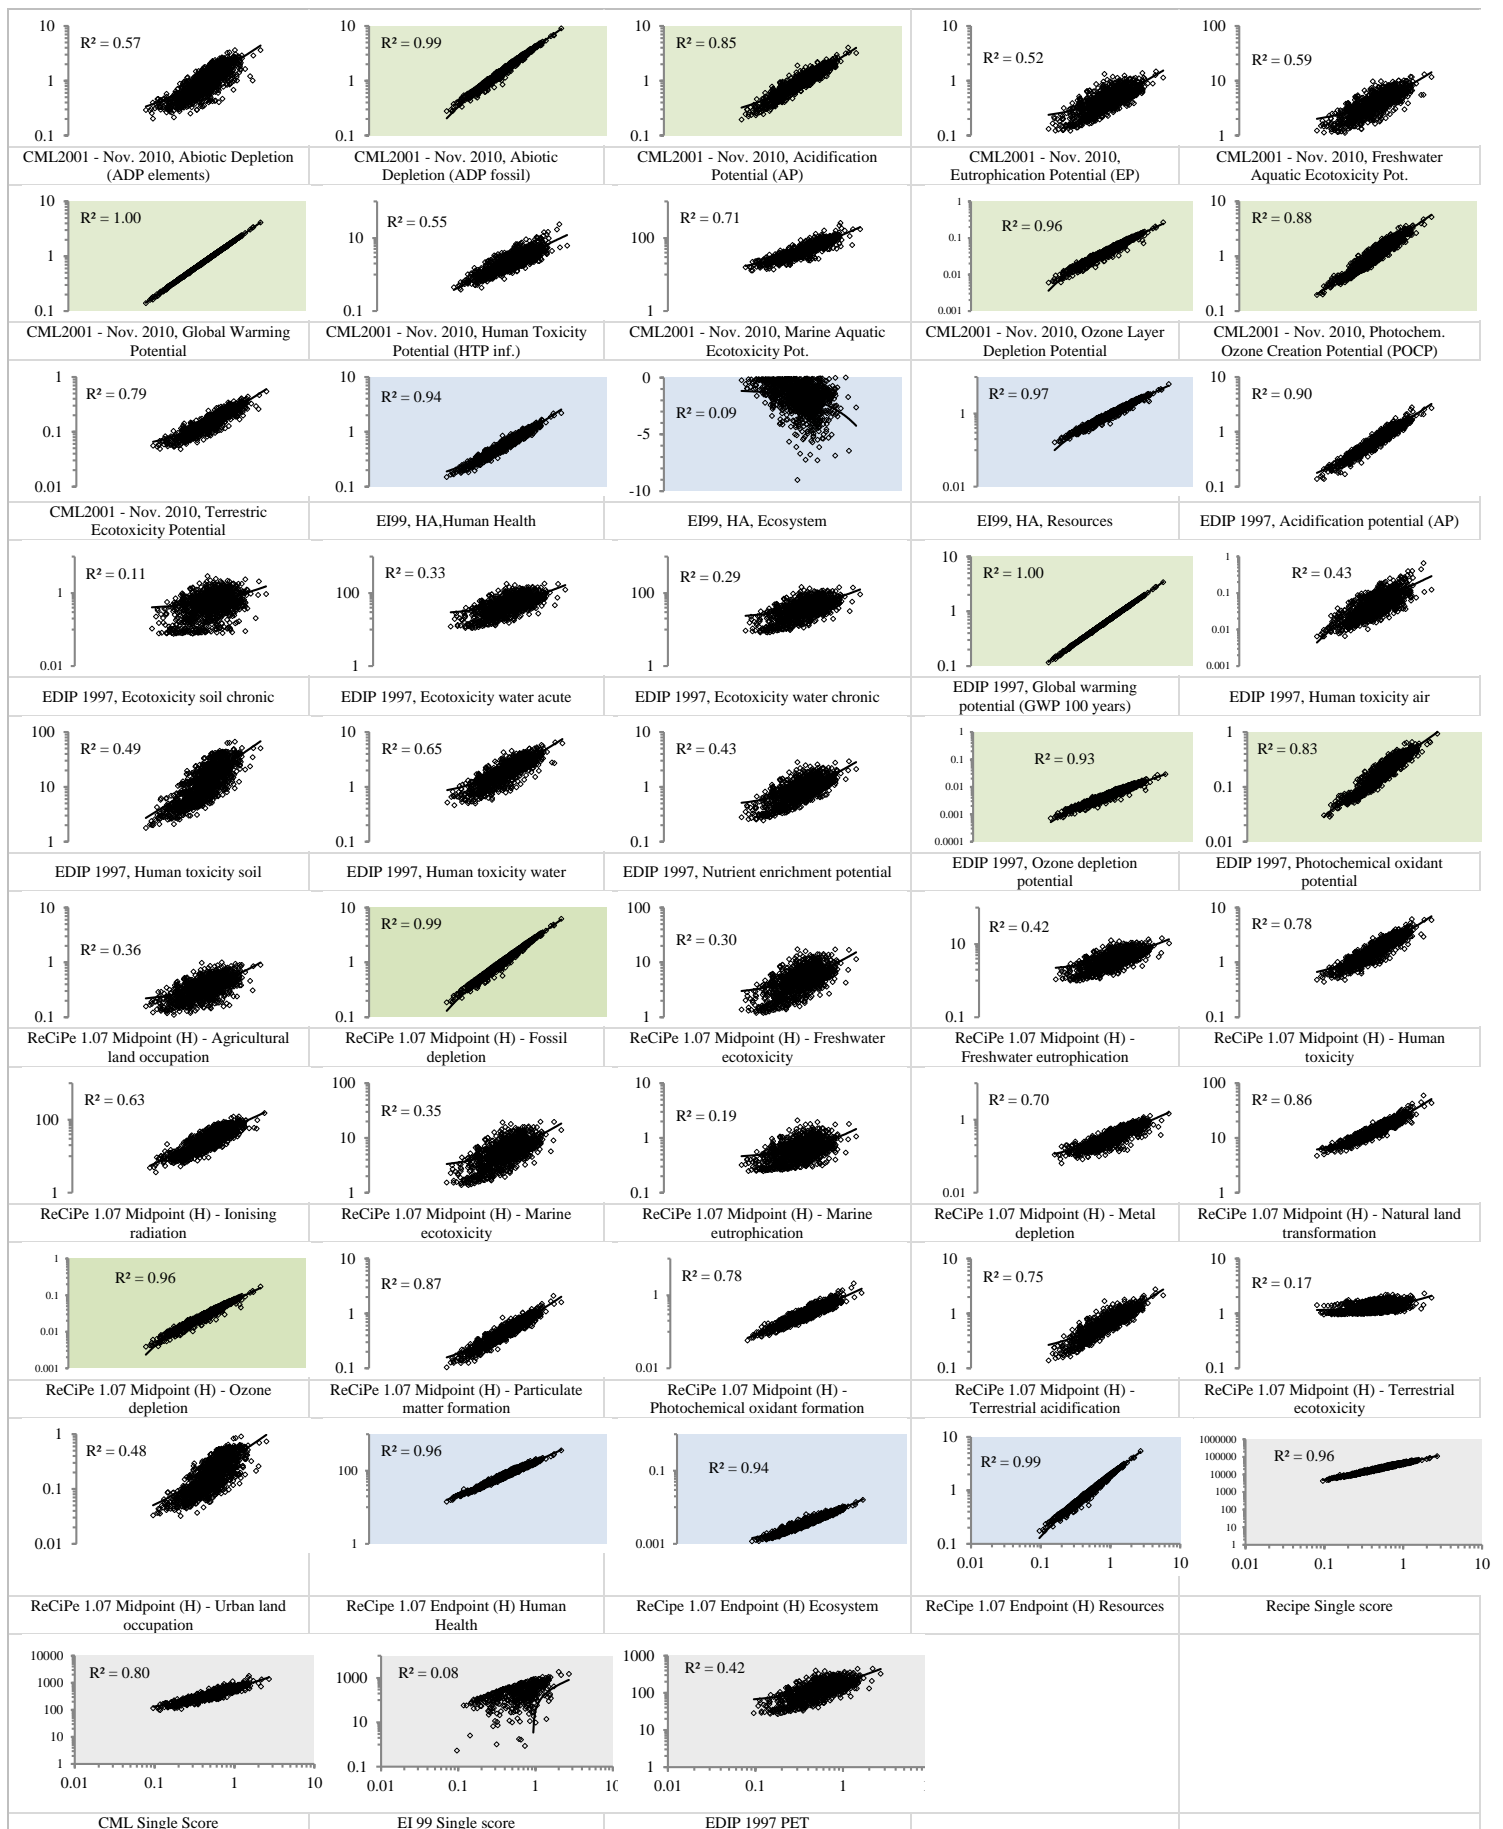 10
1
0.1
R² = 0.57
10
1
0.1
R² = 0.99
10
1
0.1
R² = 0.85
10
1
0.1
R² = 0.52
100
10
1
R² = 0.59
CML2001 - Nov. 2010, Abiotic Depletion
(ADP elements)
CML2001 - Nov. 2010, Abiotic
Depletion (ADP fossil)
CML2001 - Nov. 2010, Acidification
Potential (AP)
CML2001 - Nov. 2010,
Eutrophication Potential (EP)
CML2001 - Nov. 2010, Freshwater
Aquatic Ecotoxicity Pot.
10
1
0.1
R² = 1.00
10
0.1
R² = 0.55
100
1
R² = 0.71
1
0.1
0.01
0.001
R² = 0.96
10
1
0.1
R² = 0.88
CML2001 - Nov. 2010, Global Warming
Potential
CML2001 - Nov. 2010, Human Toxicity
Potential (HTP inf.)
CML2001 - Nov. 2010, Marine Aquatic
Ecotoxicity Pot.
CML2001 - Nov. 2010, Ozone Layer
Depletion Potential
CML2001 - Nov. 2010, Photochem.
Ozone Creation Potential (POCP)
1
0.1
0.01
R² = 0.79
10
1
0.1
R² = 0.94
0
-5
-10
R² = 0.09
1
0.01
R² = 0.97
10
1
0.1
R² = 0.90
CML2001 - Nov. 2010, Terrestric
Ecotoxicity Potential
EI99, HA,Human Health
EI99, HA, Ecosystem
EI99, HA, Resources
EDIP 1997, Acidification potential (AP)
1
0.01
R² = 0.11
100
1
R² = 0.33
100
1
R² = 0.29
10
1
0.1
R² = 1.00
1
0.1
0.01
0.001
R² = 0.43
EDIP 1997, Ecotoxicity soil chronic
EDIP 1997, Ecotoxicity water acute
EDIP 1997, Ecotoxicity water chronic
EDIP 1997, Global warming
potential (GWP 100 years)
EDIP 1997, Human toxicity air
100
10
1
R² = 0.49
10
1
0.1
R² = 0.65
10
1
0.1
R² = 0.43
1
0.1
0.01
0.001
0.0001
R² = 0.93
1
0.1
0.01
R² = 0.83
EDIP 1997, Human toxicity soil
EDIP 1997, Human toxicity water
EDIP 1997, Nutrient enrichment potential
EDIP 1997, Ozone depletion
potential
EDIP 1997, Photochemical oxidant
potential
10
1
0.1
R² = 0.36
10
1
0.1
R² = 0.99
100
10
1
R² = 0.30
10
0.1
R² = 0.42
10
1
0.1
R² = 0.78
ReCiPe 1.07 Midpoint (H) - Agricultural
land occupation
ReCiPe 1.07 Midpoint (H) - Fossil
depletion
ReCiPe 1.07 Midpoint (H) - Freshwater
ecotoxicity
ReCiPe 1.07 Midpoint (H) -
Freshwater eutrophication
ReCiPe 1.07 Midpoint (H) - Human
toxicity
100
1
R² = 0.63
100
10
1
R² = 0.35
10
1
0.1
R² = 0.19
1
0.01
R² = 0.70
100
10
1
R² = 0.86
ReCiPe 1.07 Midpoint (H) - Ionising
radiation
ReCiPe 1.07 Midpoint (H) - Marine
ecotoxicity
ReCiPe 1.07 Midpoint (H) - Marine
eutrophication
ReCiPe 1.07 Midpoint (H) - Metal
depletion
ReCiPe 1.07 Midpoint (H) - Natural land
transformation
1
0.1
0.01
0.001
R² = 0.96
10
1
0.1
R² = 0.87
1
0.01
R² = 0.78
10
1
0.1
R² = 0.75
10
1
0.1
R² = 0.17
ReCiPe 1.07 Midpoint (H) - Ozone
depletion
ReCiPe 1.07 Midpoint (H) - Particulate
matter formation
ReCiPe 1.07 Midpoint (H) -
Photochemical oxidant formation
ReCiPe 1.07 Midpoint (H) -
Terrestrial acidification
ReCiPe 1.07 Midpoint (H) - Terrestrial
ecotoxicity
1
0.1
0.01
R² = 0.48
100
1
R² = 0.96
0.1
0.001
R² = 0.94
10
1
0.1
R² = 0.99
0.01 0.1 1 10
1000000
100000
10000
1000
100
10
1
R² = 0.96
0.01 0.1 1 10
ReCiPe 1.07 Midpoint (H) - Urban land
occupation
ReCipe 1.07 Endpoint (H) Human
Health
ReCipe 1.07 Endpoint (H) Ecosystem
ReCipe 1.07 Endpoint (H) Resources
Recipe Single score
10000
1000
100
10
1
R² = 0.80
0.01 0.1 1 10
1000
10
0.1
R² = 0.08
0.01 0.1 1
1000
100
10
1
R² = 0.42
0.01 0.1 1
CML Single Score
EI 99 Single score
EDIP 1997 PET